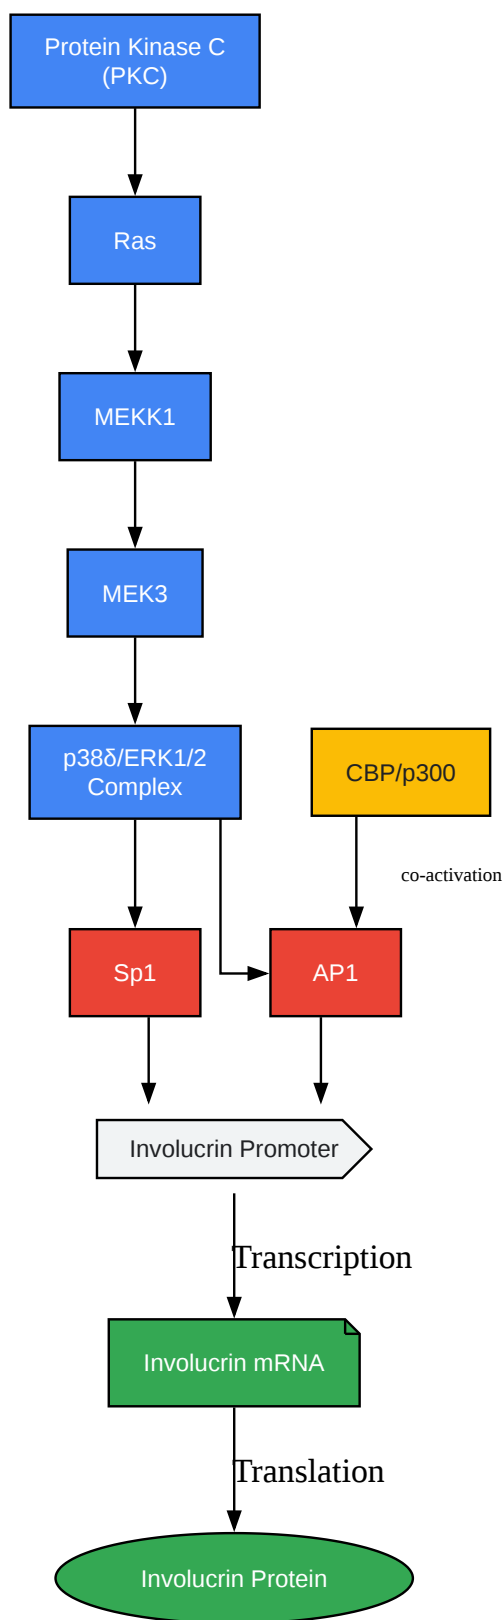 Protein Kinase C
(PKC)
Ras
MEKK1
MEK3
p38δ/ERK1/2
Complex
CBP/p300
co-activation
Sp1
AP1
Involucrin Promoter
Transcription
Involucrin mRNA
Translation
Involucrin Protein